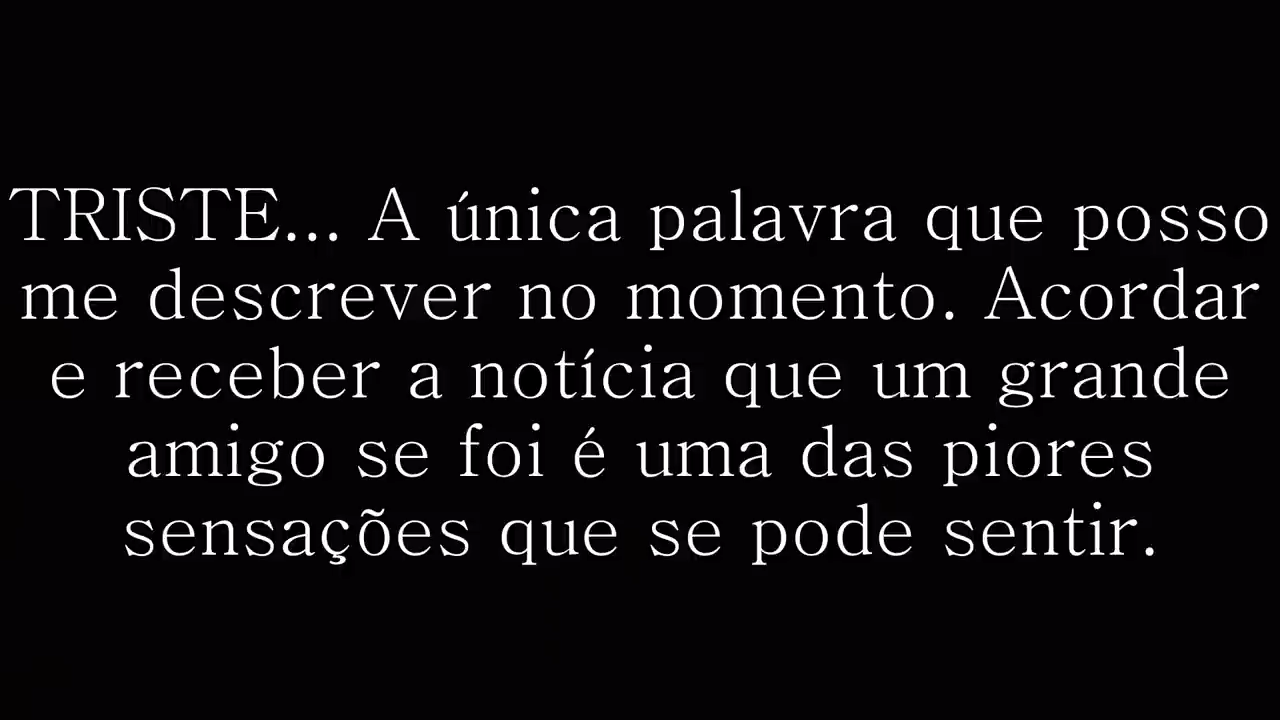 TRISTE... A única palavra que posso
me descrever no momento. Acordar
e receber a notícia que um grande
amigo se foi é uma das piores
sensações que se pode sentir.